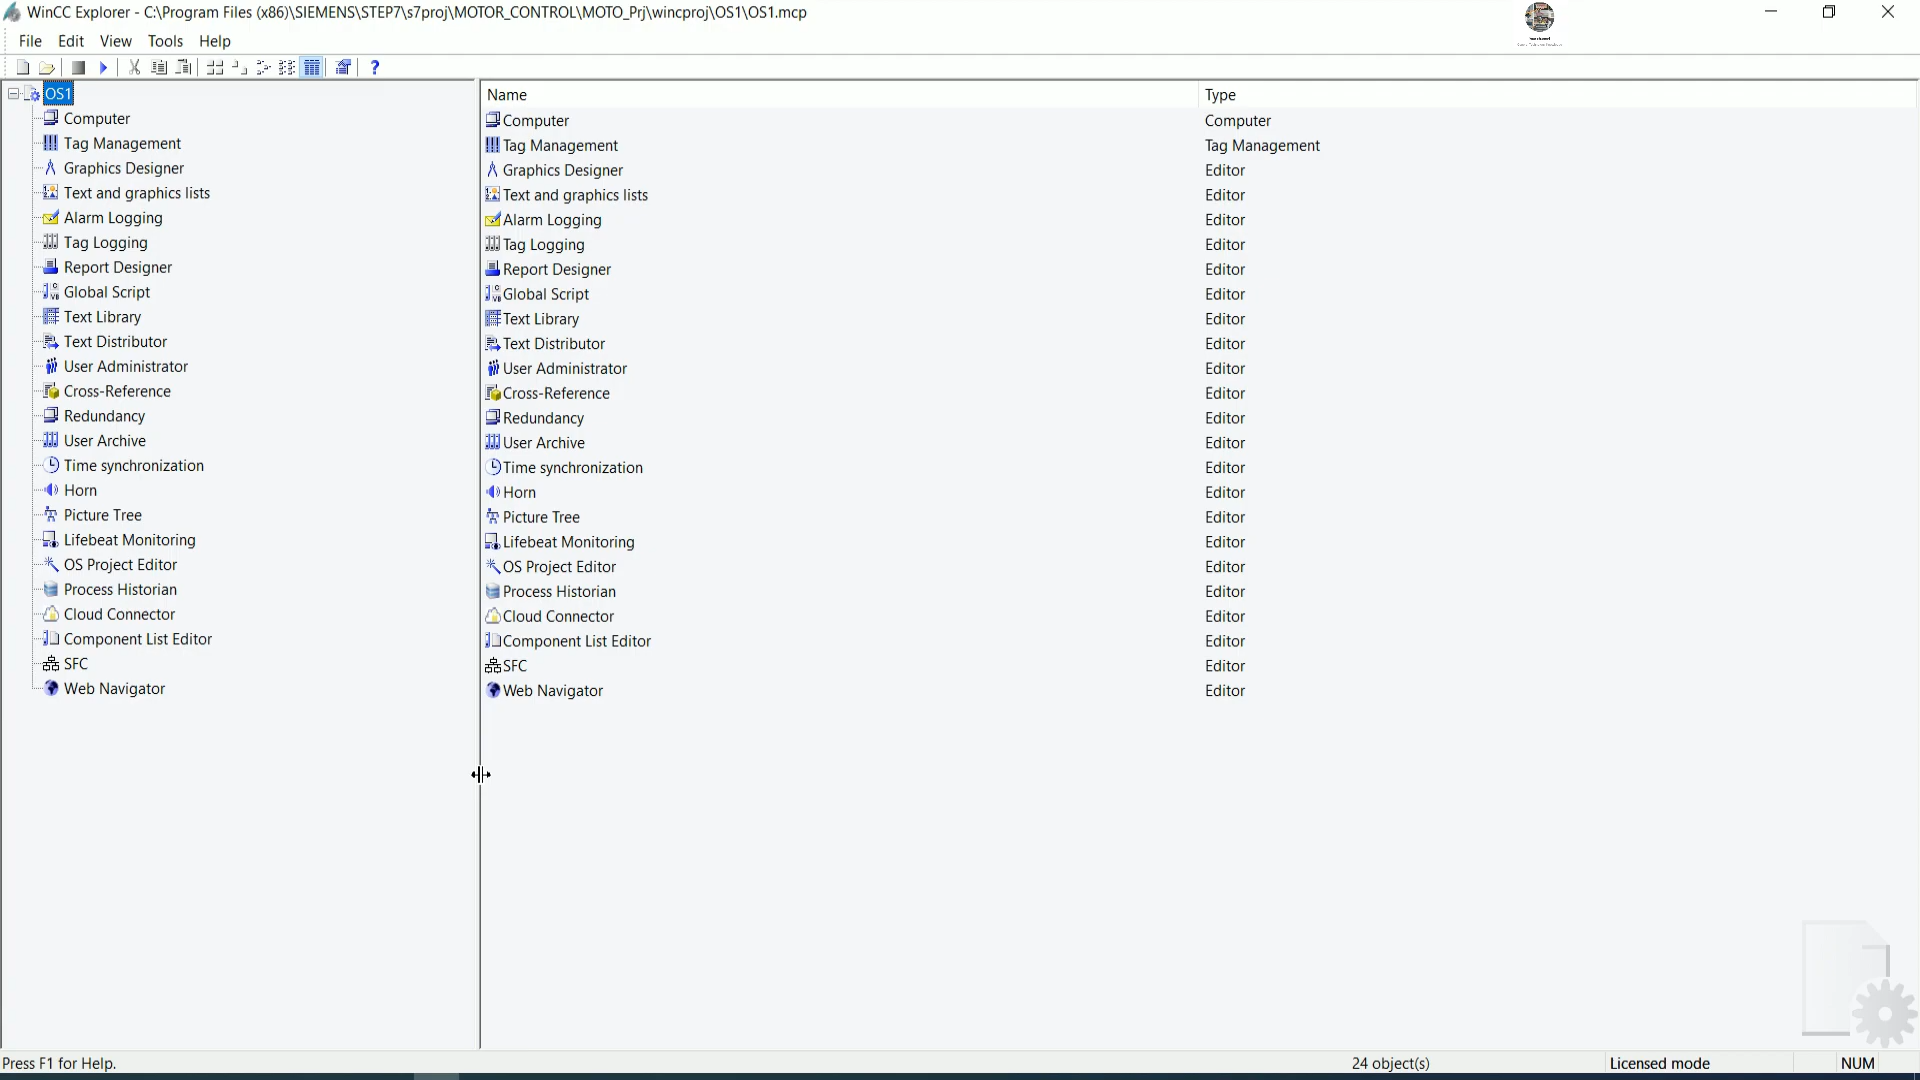 WinCC Explorer - C:\Program Files (x86)\SIEMENS\STEP7\s7proj\MOTOR_CONTROL\MOTO_Prj\wincproj\OS1\OS1.mcp
File Edit View Tools Help
OS1
Computer
Tag Management
Graphics Designer
Text and graphics lists
Alarm Logging
Tag Logging
Report Designer
Global Script
Text Library
Text Distributor
User Administrator
Cross-Reference
Redundancy
User Archive
Time synchronization
Horn
Picture Tree
Lifebeat Monitoring
OS Project Editor
Process Historian
Cloud Connector
Component List Editor
SFC
Web Navigator
Name Type
Computer Computer
Tag Management Tag Management
Graphics Designer Editor
Text and graphics lists Editor
Alarm Logging Editor
Tag Logging Editor
Report Designer Editor
Global Script Editor
Text Library Editor
Text Distributor Editor
User Administrator Editor
Cross-Reference Editor
Redundancy Editor
User Archive Editor
Time synchronization Editor
Horn Editor
Picture Tree Editor
Lifebeat Monitoring Editor
OS Project Editor Editor
Process Historian Editor
Cloud Connector Editor
Component List Editor Editor
SFC Editor
Web Navigator Editor
Press F1 for Help. 24 object(s) Licensed mode NUM